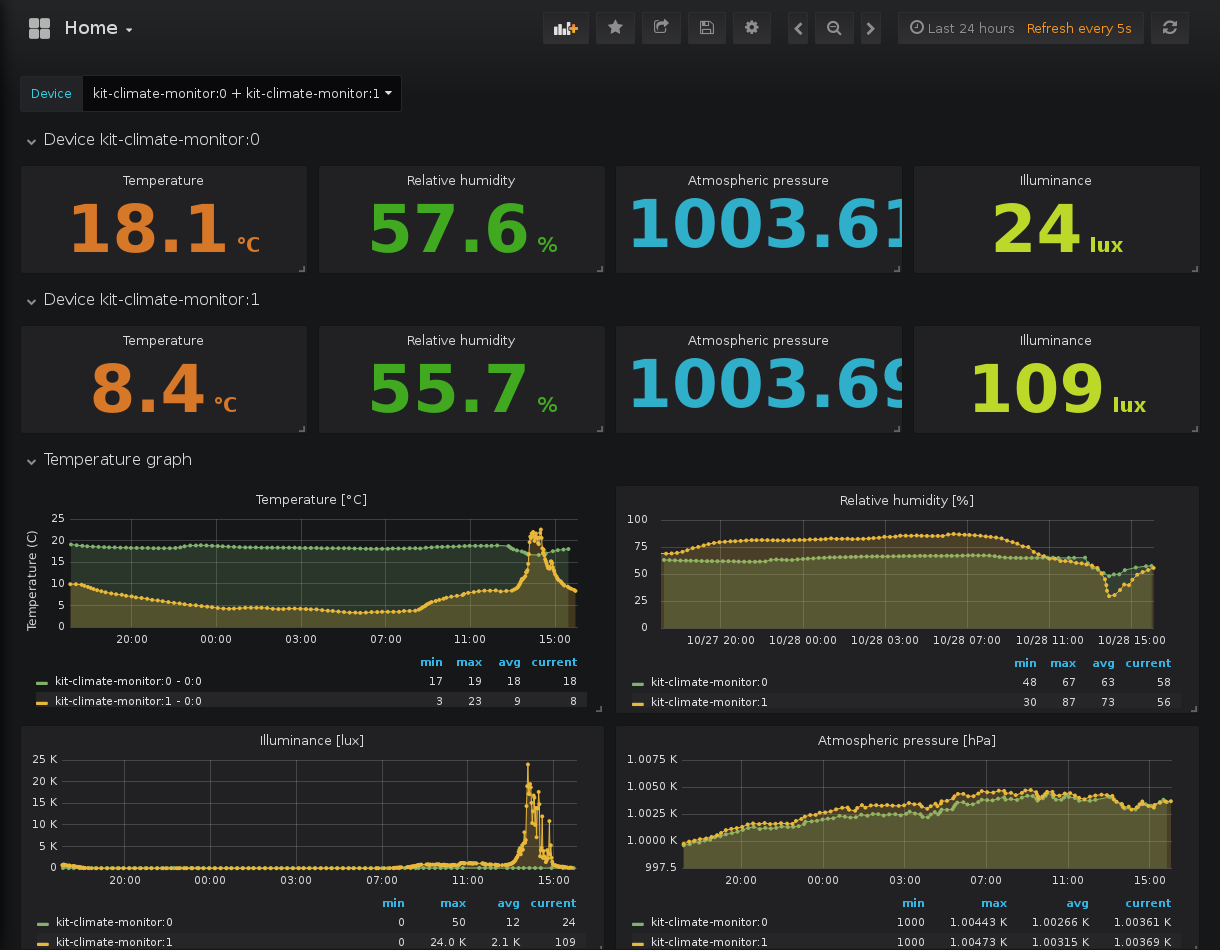 Home
Last 24 hours Refresh every 5s
Device kit-climate-monitor:0 + kit-climate-monitor:1
Device kit-climate-monitor:0
Temperature Relative humidity Atmospheric pressure Illuminance
18.1 °C 57.6 % 1003.61 24 lux
Device kit-climate-monitor:1
Temperature Relative humidity Atmospheric pressure Illuminance
8.4 °C 55.7 % 1003.69 109 lux
Temperature graph
Temperature [°C]
Temperature (C)
25
20
15
10
5
0
20:00 00:00 03:00 07:00 11:00 15:00
min max avg current
kit-climate-monitor:0 - 0:0 17 19 18 18
kit-climate-monitor:1 - 0:0 3 23 9 8
Relative humidity [%]
100
75
50
25
0
10/27 20:00 10/28 00:00 10/28 03:00 10/28 07:00 10/28 11:00 10/28 15:00
min max avg current
kit-climate-monitor:0 48 67 63 58
kit-climate-monitor:1 30 87 73 56
Illuminance [lux]
25 K
20 K
15 K
10 K
5 K
0
20:00 00:00 03:00 07:00 11:00 15:00
min max avg current
kit-climate-monitor:0 0 50 12 24
kit-climate-monitor:1 0 24.0 K 2.1 K 109
Atmospheric pressure [hPa]
1.0075 K
1.0050 K
1.0025 K
1.0000 K
997.5
20:00 00:00 03:00 07:00 11:00 15:00
min max avg current
kit-climate-monitor:0 1000 1.00443 K 1.00266 K 1.00361 K
kit-climate-monitor:1 1000 1.00473 K 1.00315 K 1.00369 K